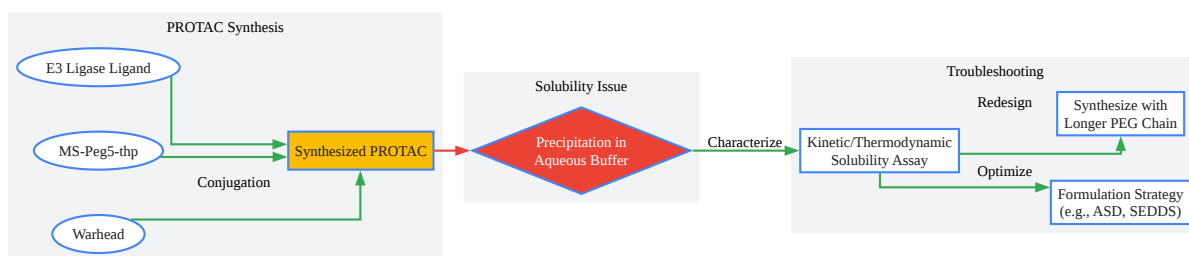 PROTAC Synthesis
E3 Ligase Ligand
MS-Peg5-thp
Warhead
Conjugation
Synthesized PROTAC
Solubility Issue
Precipitation in
Aqueous Buffer
Characterize
Troubleshooting
Kinetic/Thermodynamic
Solubility Assay
Redesign
Synthesize with
Longer PEG Chain
Optimize
Formulation Strategy
(e.g., ASD, SEDDS)